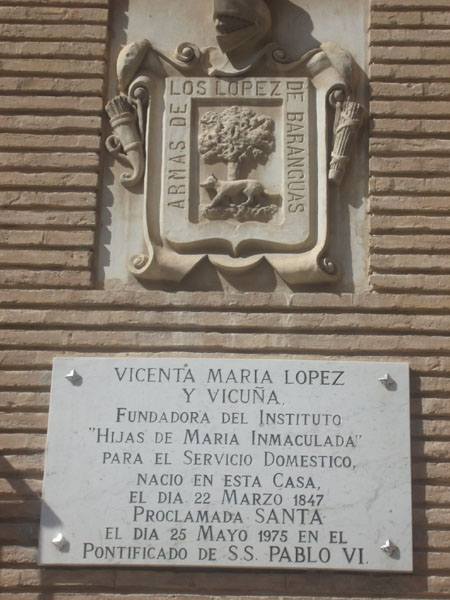 ARMAS DE
LOS LOPEZ
DE BARANGUAS
VICENTA MARIA LOPEZ
Y VICUÑA,
FUNDADORA DEL INSTITUTO
"HIJAS DE MARIA INMACULADA"
PARA EL SERVICIO DOMESTICO,
NACIO EN ESTA CASA,
EL DIA 22 MARZO 1847
PROCLAMADA SANTA
EL DIA 25 MAYO 1975 EN EL
PONTIFICADO DE S.S. PABLO VI.